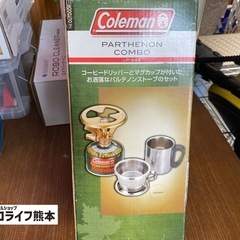 Coleman
PARTHENON
COMBO
コーヒードリッパーとマグカップが付いた
お洒落なパルテノンストーブのセット
Coleman
コライフ熊本